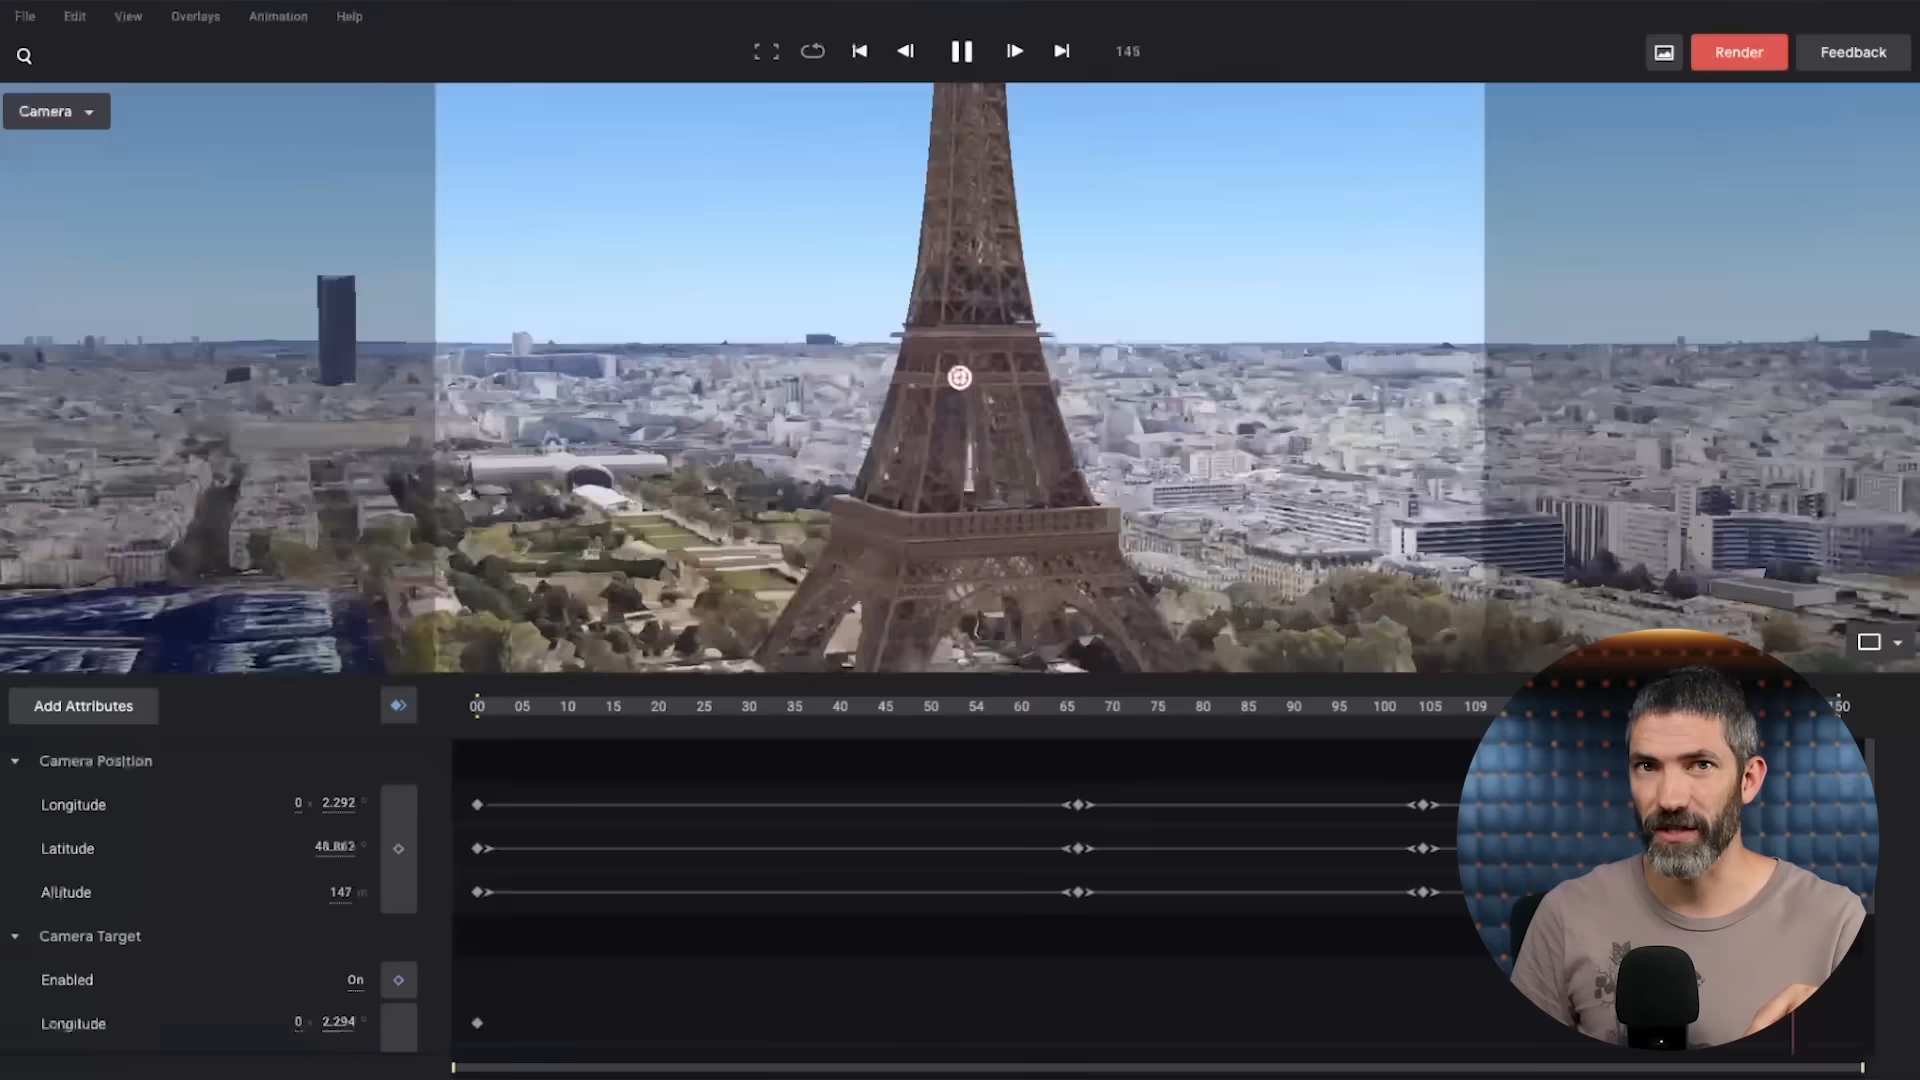 File Edit View Overlays Animation Help
145
Render
Feedback
Camera
Add Attributes
00 05 10 15 20 25 30 35 40 45 50 54 60 65 70 75 80 85 90 95 100 105 109 150
Camera Position
Longitude 0 x 2.292 °
Latitude °
Altitude 147 m
Camera Target
Enabled On
Longitude 0 2.294 °